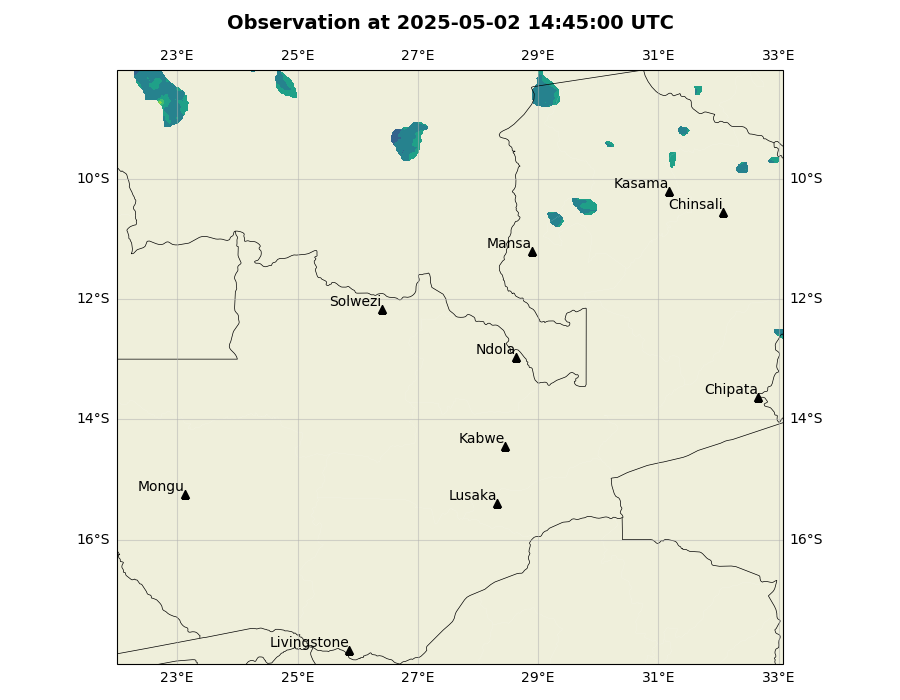 Observation at 2025-05-02 14:45:00 UTC
23°E 25°E 27°E 29°E 31°E 33°E
10°S 10°S
Kasama
Chinsali
Mansa
12°S 12°S
Solwezi
Ndola
Chipata
14°S 14°S
Kabwe
Mongu
Lusaka
16°S 16°S
Livingstone
23°E 25°E 27°E 29°E 31°E 33°E